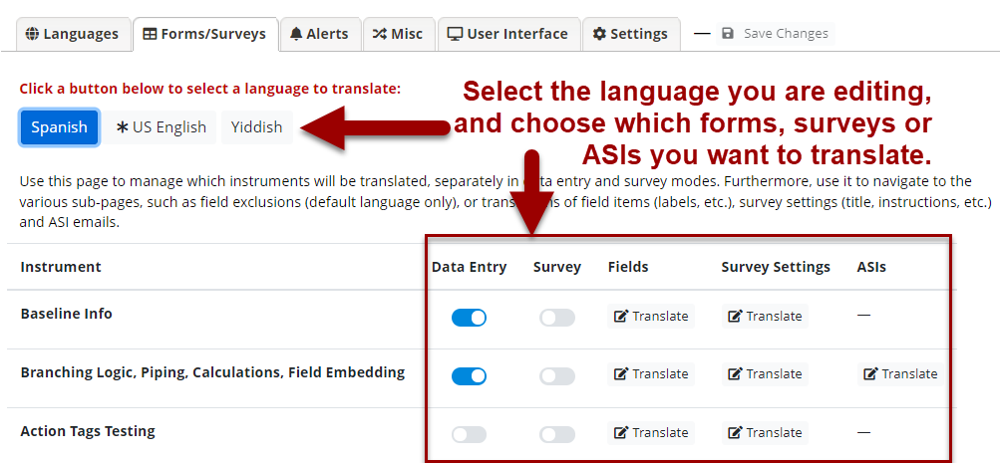 Languages Forms/Surveys Alerts Misc User Interface Settings — Save Changes
Click a button below to select a language to translate:
Select the language you are editing,
Spanish * US English Yiddish
and choose which forms, surveys or
ASIs you want to translate.
Use this page to manage which instruments will be translated, separately in data entry and survey modes. Furthermore, use it to navigate to the
various sub-pages, such as field exclusions (default language only), or translations of field items (labels, etc.), survey settings (title, instructions, etc.)
and ASI emails.
Instrument Data Entry Survey Fields Survey Settings ASIs
Baseline Info Translate Translate —
Branching Logic, Piping, Calculations, Field Embedding Translate Translate Translate
Action Tags Testing Translate Translate —